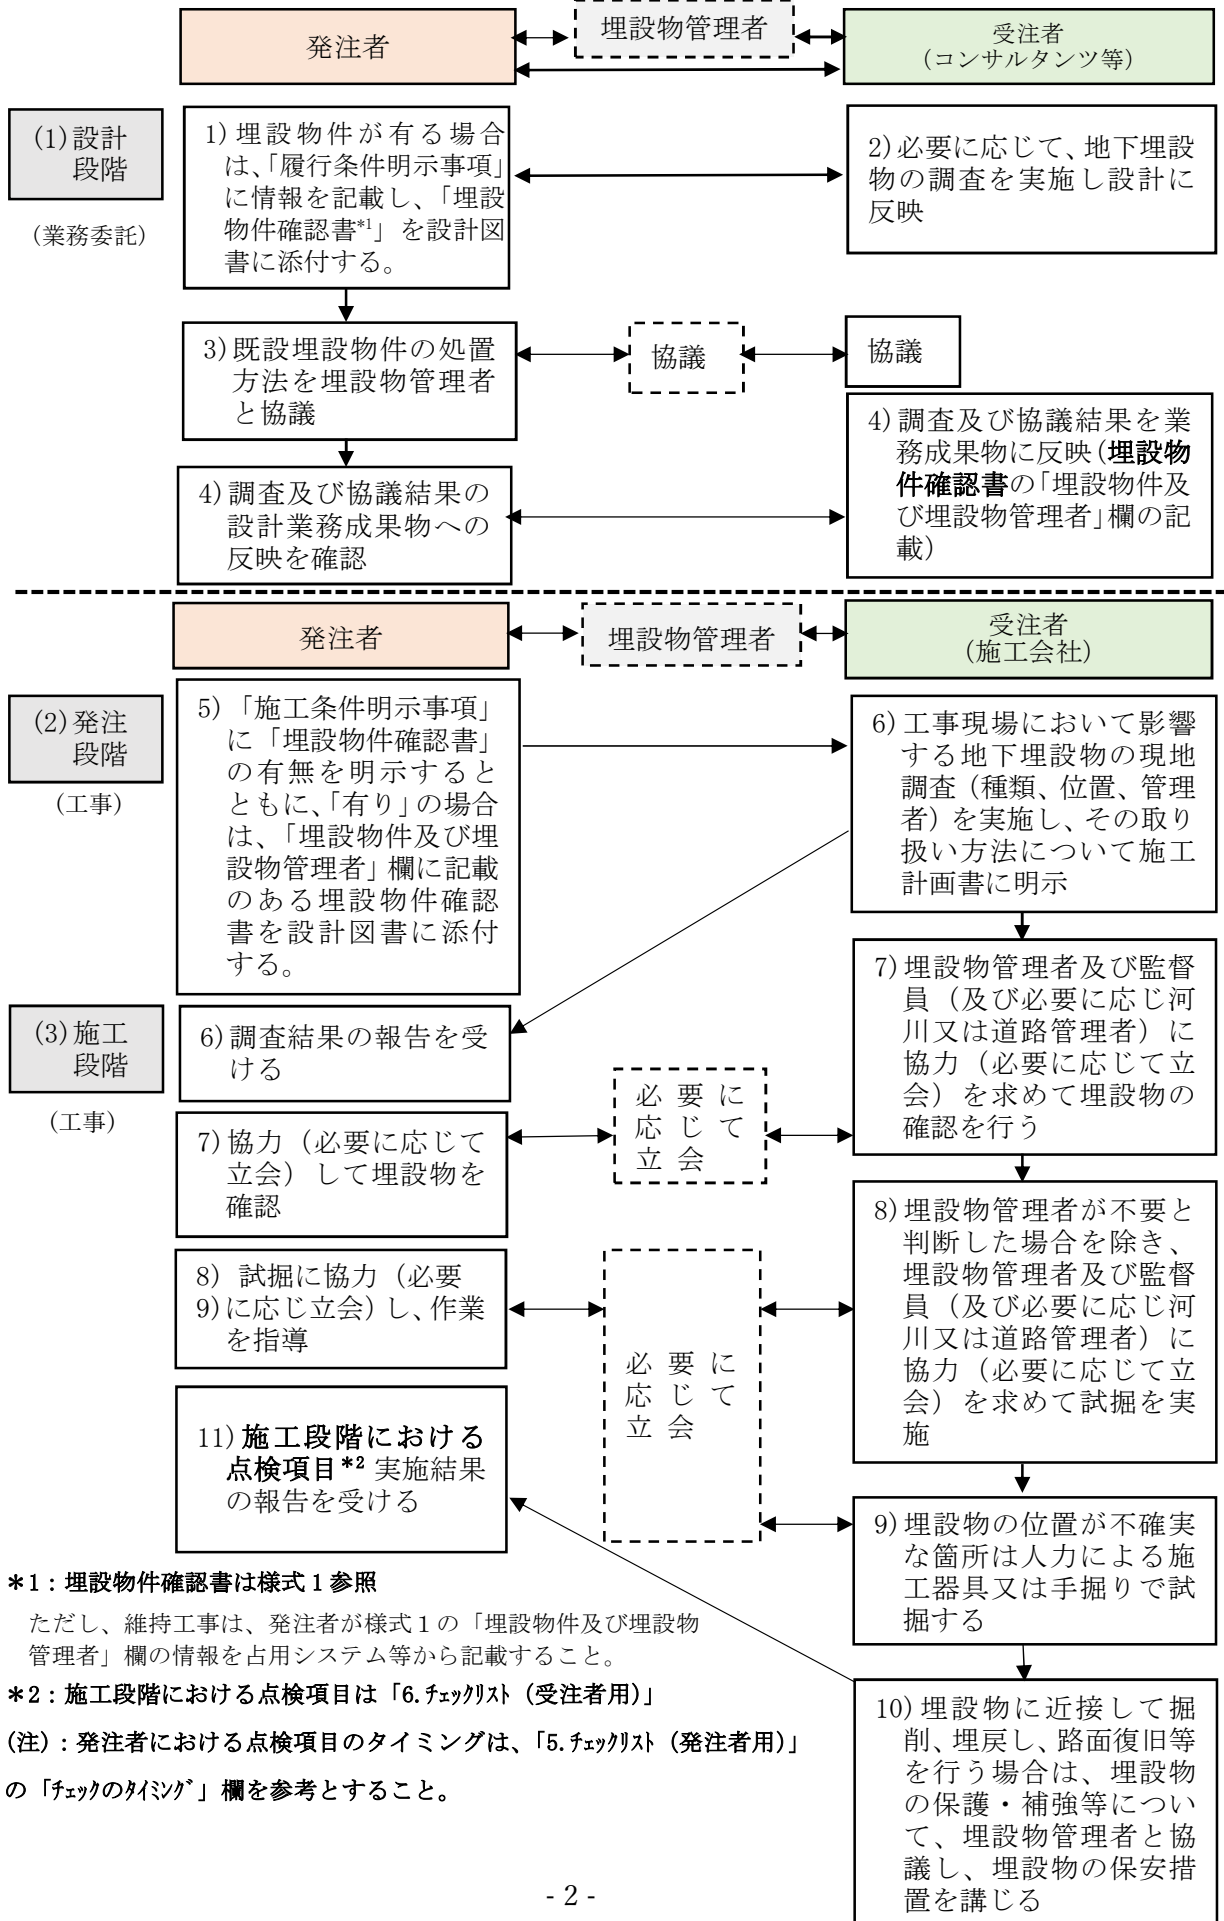 発注者
埋設物管理者
受注者
(コンサルタンツ等)
(1)設計
段階
(業務委託)
1)埋設物件が有る場合
は、「履行条件明示事項」
に情報を記載し、「埋設
物件確認書*1」を設計図
書に添付する。
2)必要に応じて、地下埋設
物の調査を実施し設計に
反映
3)既設埋設物件の処置
方法を埋設物管理者
と協議
協議
協議
4)調査及び協議結果の
設計業務成果物への
反映を確認
4)調査及び協議結果を業
務成果物に反映(埋設物
件確認書の「埋設物件及
び埋設物管理者」欄の記
載)
発注者
埋設物管理者
受注者
(施工会社)
(2)発注
段階
(工事)
5)「施工条件明示事項」
に「埋設物件確認書」
の有無を明示すると
ともに、「有り」の場合
は、「埋設物件及び埋
設物管理者」欄に記載
のある埋設物件確認
書を設計図書に添付
する。
6)工事現場において影響
する地下埋設物の現地
調査(種類、位置、管理
者)を実施し、その取り
扱い方法について施工
計画書に明示
(3)施工
段階
(工事)
6)調査結果の報告を受
ける
7)埋設物管理者及び監督
員(及び必要に応じ河
川又は道路管理者)に
協力(必要に応じて立
会)を求めて埋設物の
確認を行う
7)協力(必要に応じて
立会)して埋設物を
確認
必要に
応じて
立会
8) 試掘に協力(必要
9)に応じ立会)し、作業
を指導
必要に
応じて
立会
8)埋設物管理者が不要と
判断した場合を除き、
埋設物管理者及び監督
員(及び必要に応じ河
川又は道路管理者)に
協力(必要に応じて立
会)を求めて試掘を実
施
11)施工段階における
点検項目*2 実施結果
の報告を受ける
9)埋設物の位置が不確実
な箇所は人力による施
工器具又は手掘りで試
掘する
10)埋設物に近接して掘
削、埋戻し、路面復旧等
を行う場合は、埋設物
の保護・補強等につい
て、埋設物管理者と協
議し、埋設物の保安措
置を講じる
*1：埋設物件確認書は様式1参照
ただし、維持工事は、発注者が様式1の「埋設物件及び埋設物
管理者」欄の情報を占用システム等から記載すること。
*2：施工段階における点検項目は「6.ﾁｪｯｸﾘｽﾄ（受注者用）」
(注)：発注者における点検項目のタイミングは、「5.ﾁｪｯｸﾘｽﾄ（発注者用）」
の「ﾁｪｯｸのﾀｲﾐﾝｸﾞ」欄を参考とすること。
- 2 -